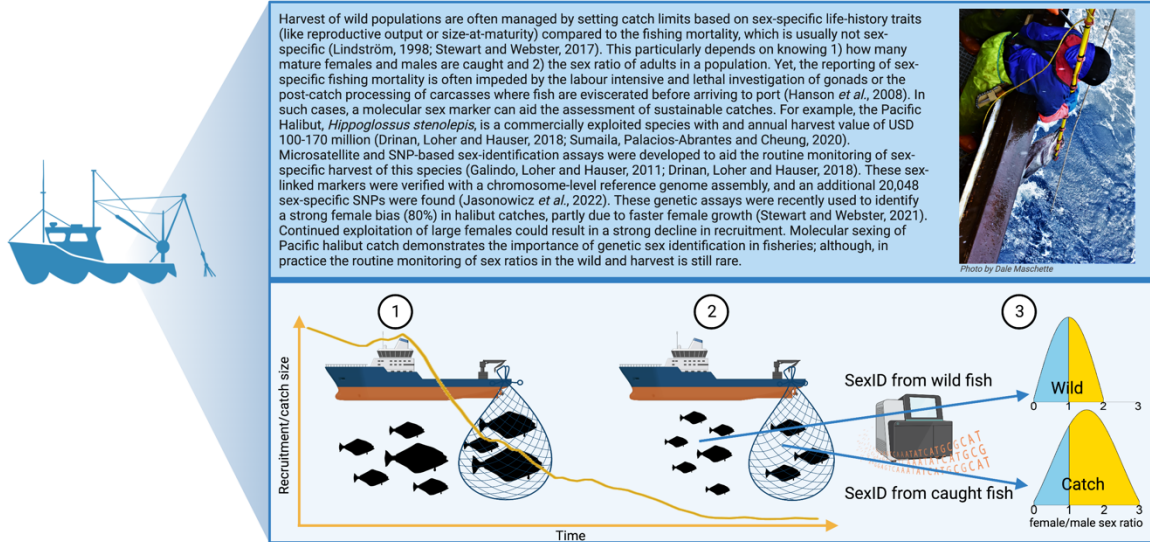 Harvest of wild populations are often managed by setting catch limits based on sex-specific life-history traits
(like reproductive output or size-at-maturity) compared to the fishing mortality, which is usually not sex-
specific (Lindström, 1998; Stewart and Webster, 2017). This particularly depends on knowing 1) how many
mature females and males are caught and 2) the sex ratio of adults in a population. Yet, the reporting of sex-
specific fishing mortality is often impeded by the labour intensive and lethal investigation of gonads or the
post-catch processing of carcasses where fish are eviscerated before arriving to port (Hanson et al., 2008). In
such cases, a molecular sex marker can aid the assessment of sustainable catches. For example, the Pacific
Halibut, Hippoglossus stenolepis, is a commercially exploited species with and annual harvest value of USD
100-170 million (Drinan, Loher and Hauser, 2018; Sumaila, Palacios-Abrantes and Cheung, 2020).
Microsatellite and SNP-based sex-identification assays were developed to aid the routine monitoring of sex-
specific harvest of this species (Galindo, Loher and Hauser, 2011; Drinan, Loher and Hauser, 2018). These sex-
linked markers were verified with a chromosome-level reference genome assembly, and an additional 20,048
sex-specific SNPs were found (Jasonowicz et al., 2022). These genetic assays were recently used to identify
a strong female bias (80%) in halibut catches, partly due to faster female growth (Stewart and Webster, 2021).
Continued exploitation of large females could result in a strong decline in recruitment. Molecular sexing of
Pacific halibut catch demonstrates the importance of genetic sex identification in fisheries; although, in
practice the routine monitoring of sex ratios in the wild and harvest is still rare.
Photo by Dale Maschette
1
2
3
Recruitment/catch size
Time
SexID from wild fish
SexID from caught fish
Wild
0 1 2 3
Catch
0 1 2 3
female/male sex ratio